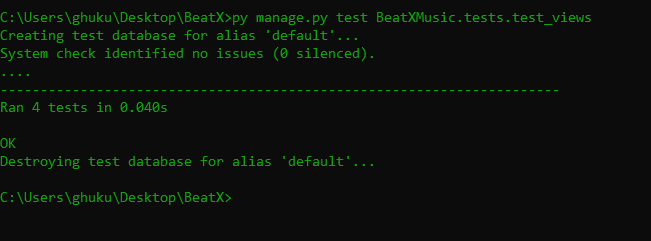 C:\Users\ghuku\Desktop\BeatX>py manage.py test BeatXMusic.tests.test_views
Creating test database for alias 'default'...
System check identified no issues (0 silenced).
....
----------------------------------------------------------------------
Ran 4 tests in 0.040s
OK
Destroying test database for alias 'default'...
C:\Users\ghuku\Desktop\BeatX>